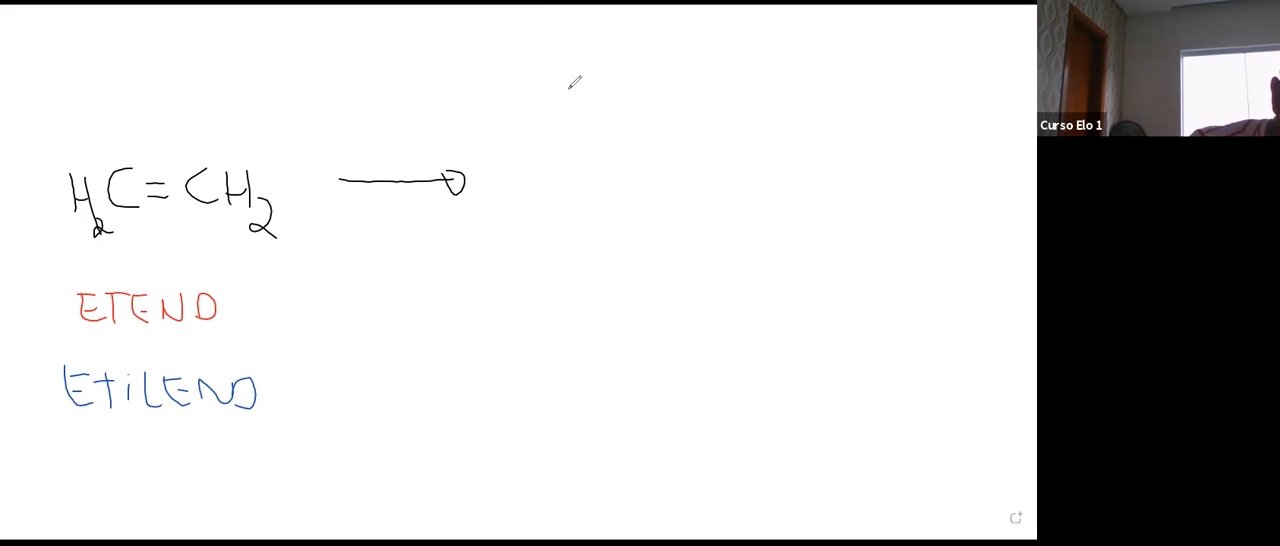 H₂C=CH₂ →
ETENO
ETiLENO
Curso Elo 1